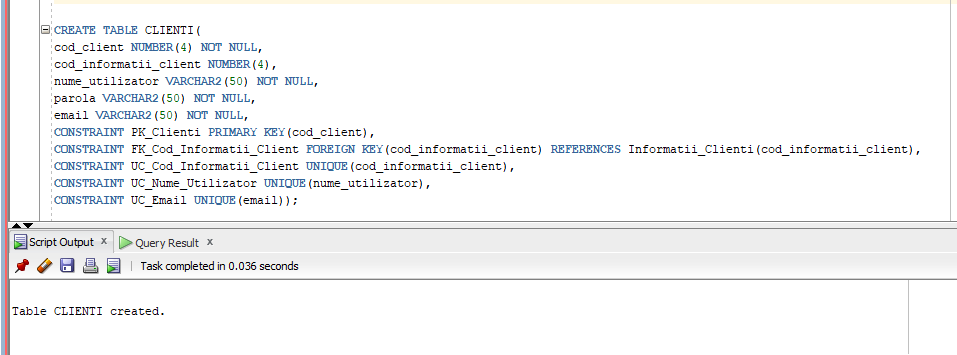 CREATE TABLE CLIENTI(
cod_client NUMBER(4) NOT NULL,
cod_informatii_client NUMBER(4),
nume_utilizator VARCHAR2(50) NOT NULL,
parola VARCHAR2(50) NOT NULL,
email VARCHAR2(50) NOT NULL,
CONSTRAINT PK_Clienti PRIMARY KEY(cod_client),
CONSTRAINT FK_Cod_Informatii_Client FOREIGN KEY(cod_informatii_client) REFERENCES Informatii_Clienti(cod_informatii_client),
CONSTRAINT UC_Cod_Informatii_Client UNIQUE(cod_informatii_client),
CONSTRAINT UC_Nume_Utilizator UNIQUE(nume_utilizator),
CONSTRAINT UC_Email UNIQUE(email));
Script Output x Query Result x
Task completed in 0.036 seconds
Table CLIENTI created.